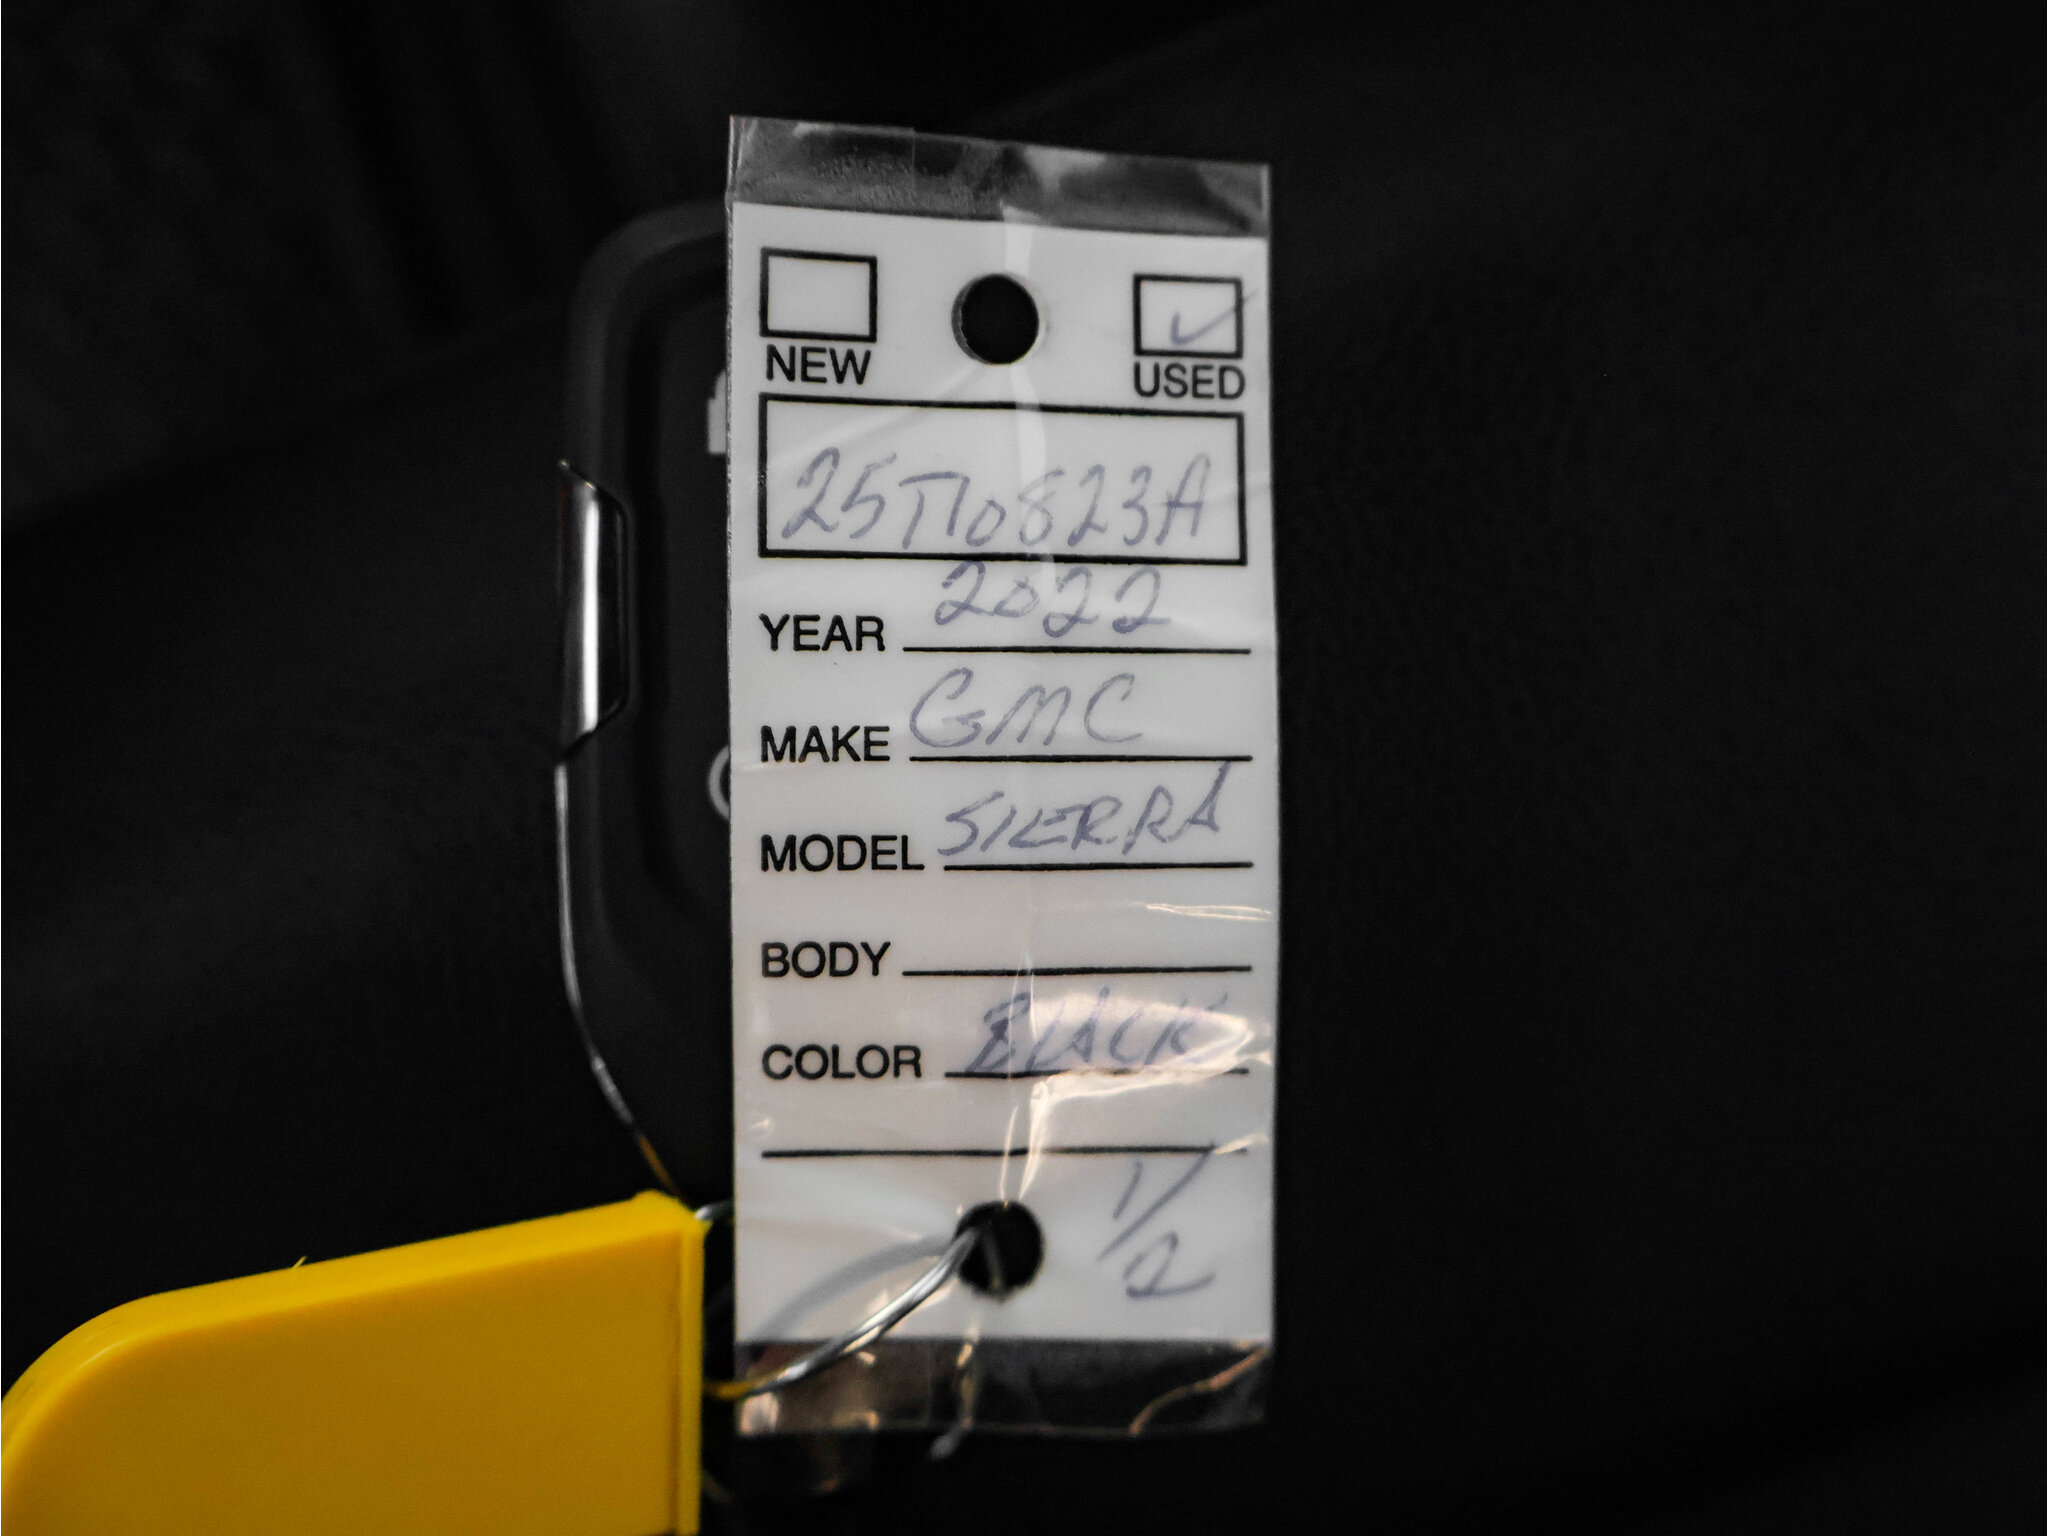 NEW USED
25T10823A
YEAR 2022
MAKE GMC
MODEL SIERRA
BODY
COLOR BLACK
1/2